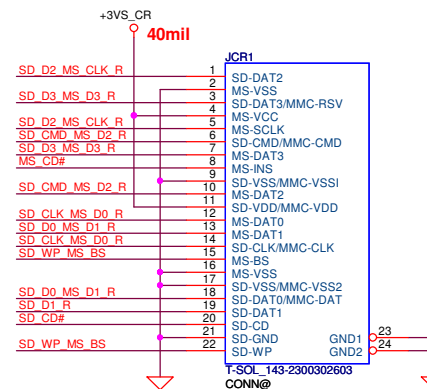 +3VS_CR
40mil
JCR1
SD_D2_MS_CLK_R 1 SD-DAT2
2 MS-VSS
SD_D3_MS_D3_R 3 SD-DAT3/MMC-RSV
4 MS-VCC
SD_D2_MS_CLK_R 5 MS-SCLK
SD_CMD_MS_D2_R 6 SD-CMD/MMC-CMD
SD_D3_MS_D3_R 7 MS-DAT3
MS_CD# 8 MS-INS
9 SD-VSS/MMC-VSSI
SD_CMD_MS_D2_R 10 MS-DAT2
11 SD-VDD/MMC-VDD
SD_CLK_MS_D0_R 12 MS-DAT0
SD_D0_MS_D1_R 13 MS-DAT1
SD_CLK_MS_D0_R 14 SD-CLK/MMC-CLK
SD_WP_MS_BS 15 MS-BS
16 MS-VSS
17 SD-VSS/MMC-VSS2
SD_D0_MS_D1_R 18 SD-DAT0/MMC-DAT
SD_D1_R 19 SD-DAT1
SD_CD# 20 SD-CD
21 SD-GND GND1 23
SD_WP_MS_BS 22 SD-WP GND2 24
T-SOL_143-2300302603
CONN@